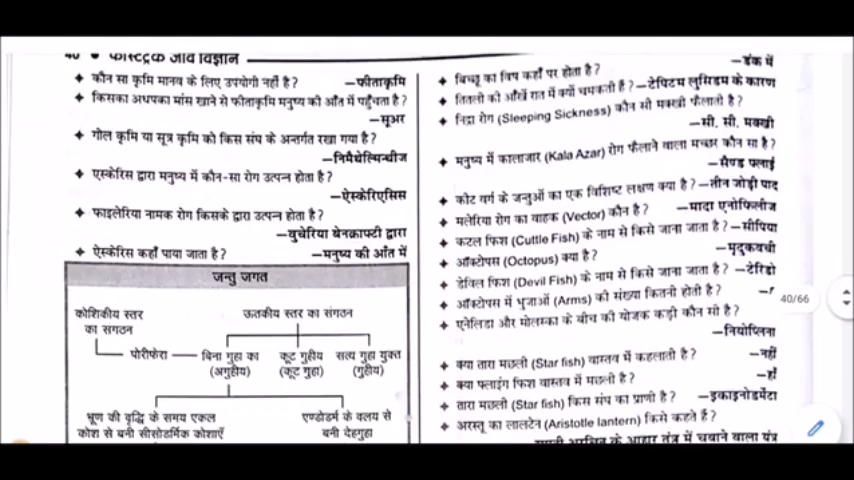 40 • फास्टट्रैक जीव विज्ञान
✦ कौन सा कृमि मानव के लिए उपयोगी नहीं है? —फीताकृमि
✦ किसका अधपका मांस खाने से फीताकृमि मनुष्य की आँत में पहुँचता है?
—सूअर
✦ गोल कृमि या सूत्र कृमि को किस संघ के अन्तर्गत रखा गया है?
—निमैथेल्मिन्थीज
✦ एस्केरिस द्वारा मनुष्य में कौन-सा रोग उत्पन्न होता है?
—ऐस्केरिएसिस
✦ फाइलेरिया नामक रोग किसके द्वारा उत्पन्न होता है?
—वुचेरिया बेनक्राफ्टी द्वारा
✦ ऐस्केरिस कहाँ पाया जाता है? —मनुष्य की आँत में
जन्तु जगत
कोशिकीय स्तर का संगठन
ऊतकीय स्तर का संगठन
पोरीफेरा
बिना गुहा का (अगुहीय)
कूट गुहीय (कूट गुहा)
सत्य गुहा युक्त (गुहीय)
भ्रूण की वृद्धि के समय एकल
कोश से बनी सीसोडर्मिक कोशाएँ
एण्डोडर्म के वलय से
बनी देहगुहा
—डंक में
✦ बिच्छू का विष कहाँ पर होता है?
✦ तितली की आँखें रात में क्यों चमकती हैं? —टेपिटम लुसिडम के कारण
✦ निद्रा रोग (Sleeping Sickness) कौन सी मक्खी फैलाती है?
—सी. सी. मक्खी
✦ मनुष्य में कालाजार (Kala Azar) रोग फैलाने वाला मच्छर कौन सा है?
—सैण्ड फ्लाई
✦ कीट वर्ग के जन्तुओं का एक विशिष्ट लक्षण क्या है? —तीन जोड़ी पाद
✦ मलेरिया रोग का वाहक (Vector) कौन है? —मादा एनोफिलीज
✦ कटल फिश (Cuttle Fish) के नाम से किसे जाना जाता है? —सीपिया
✦ ऑक्टोपस (Octopus) क्या है? —मृदुकवची
✦ डेविल फिश (Devil Fish) के नाम से किसे जाना जाता है? —टेरिडो
✦ ऑक्टोपस में भुजाओं (Arms) की संख्या कितनी होती है?
40/66
✦ एनेलिडा और मोलस्का के बीच की योजक कड़ी कौन सी है?
—नियोप्लिना
✦ क्या तारा मछली (Star fish) वास्तव में कहलाती है? —नहीं
✦ क्या फ्लाइंग फिश वास्तव में मछली है? —हाँ
✦ तारा मछली (Star fish) किस संघ का प्राणी है? —इकाइनोडर्मेटा
✦ अरस्तू का लालटेन (Aristotle lantern) किसे कहते हैं?
के आहार तंत्र में चबाने वाला यंत्र